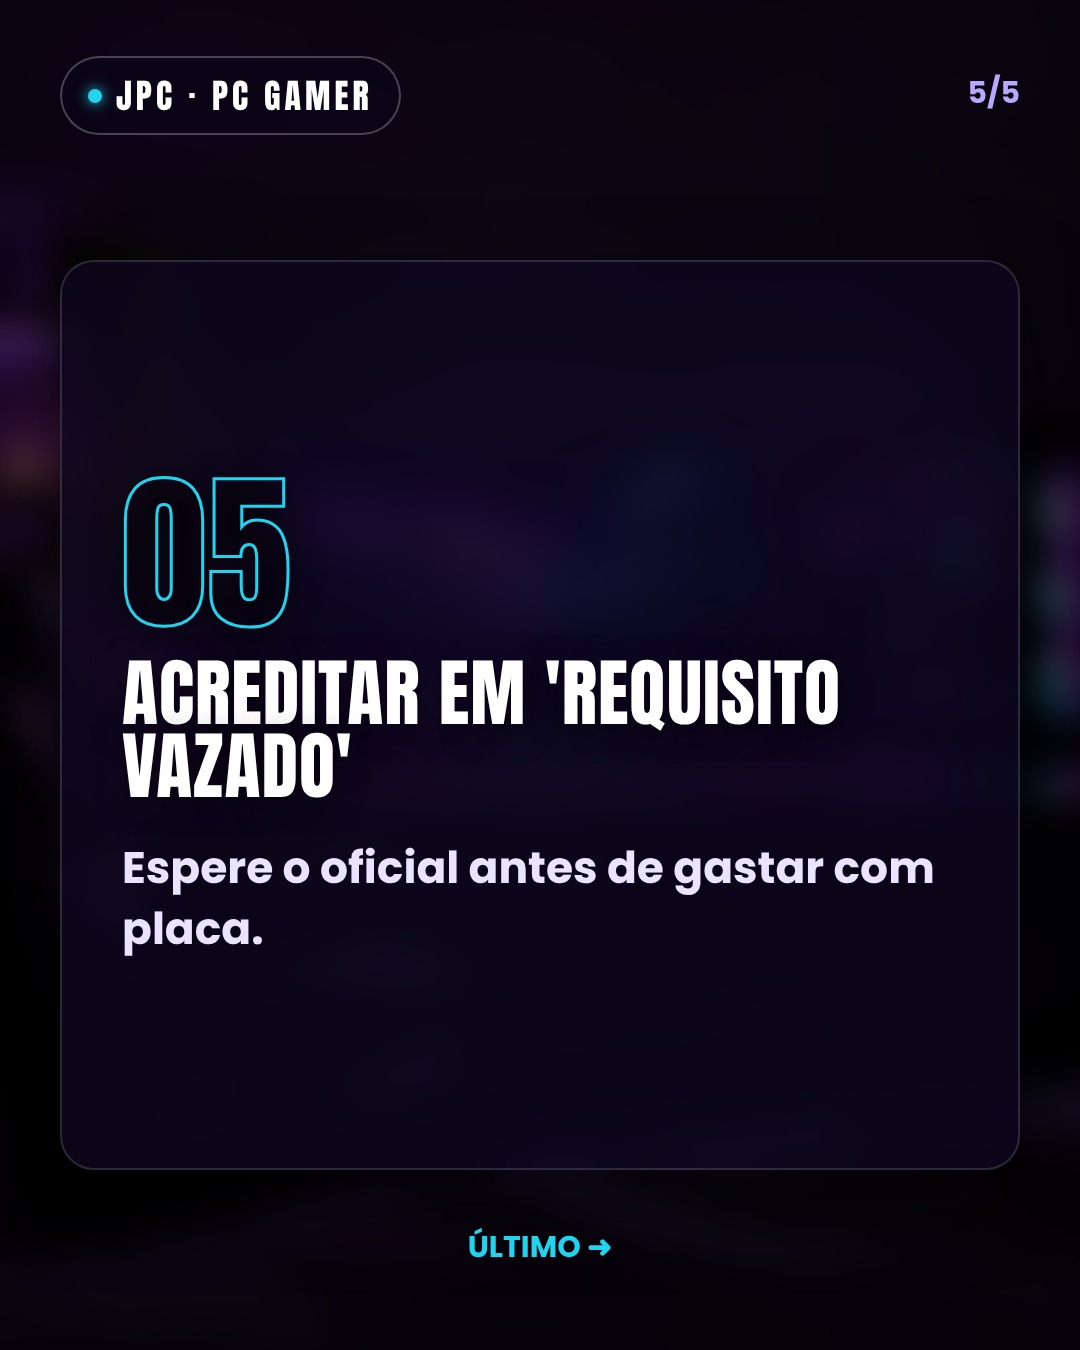 JPC · PC GAMER
5/5
05
ACREDITAR EM 'REQUISITO
VAZADO'
Espere o oficial antes de gastar com
placa.
ÚLTIMO ➜